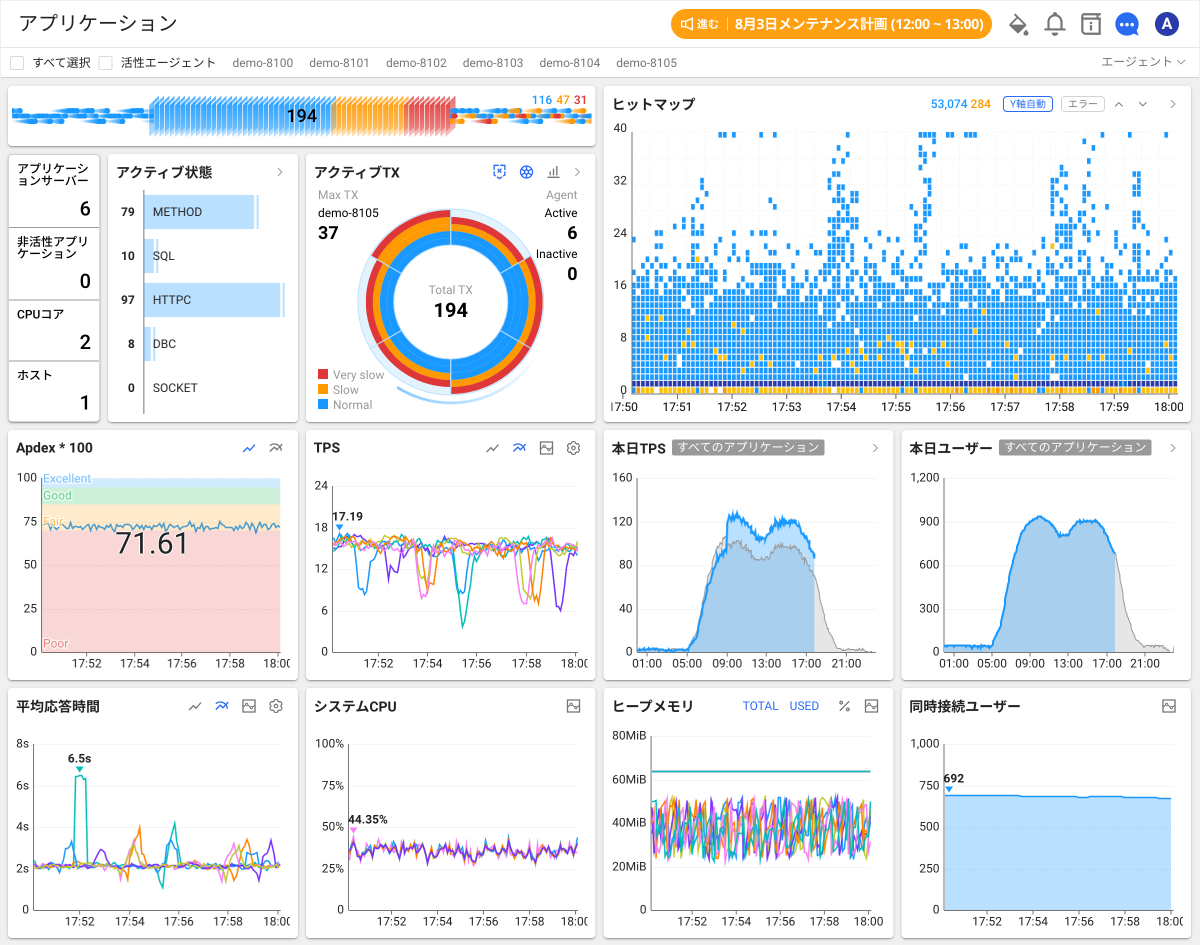 アプリケーション
進む 8月3日メンテナンス計画 (12:00 ~ 13:00)
A
すべて選択 活性エージェント demo-8100 demo-8101 demo-8102 demo-8103 demo-8104 demo-8105 エージェント
116 47 31
194
アプリケーションサーバー
6
非活性アプリケーション
0
CPUコア
2
ホスト
1
アクティブ状態
79 METHOD
10 SQL
97 HTTPC
8 DBC
0 SOCKET
アクティブTX
Max TX
demo-8105
37
Agent
Active
6
Inactive
0
Total TX
194
Very slow
Slow
Normal
ヒットマップ
53,074 284 Y軸自動 エラー
40
32
24
16
8
0
17:50 17:51 17:52 17:53 17:54 17:55 17:56 17:57 17:58 17:59 18:00
Apdex * 100
100
75
50
25
0
Excellent
Good
Fair
71.61
Poor
17:52 17:54 17:56 17:58 18:00
TPS
24
18
12
6
0
17.19
17:52 17:54 17:56 17:58 18:00
本日TPS すべてのアプリケーション
160
120
80
40
0
01:00 05:00 09:00 13:00 17:00 21:00
本日ユーザー すべてのアプリケーション
1,200
900
600
300
0
01:00 05:00 09:00 13:00 17:00 21:00
平均応答時間
8s
6s
4s
2s
0
6.5s
17:52 17:54 17:56 17:58 18:00
システムCPU
100%
75%
50%
25%
0
44.35%
17:52 17:54 17:56 17:58 18:00
ヒープメモリ TOTAL USED %
80MiB
60MiB
40MiB
20MiB
0
17:52 17:54 17:56 17:58 18:00
同時接続ユーザー
1,000
750
500
250
0
692
17:52 17:54 17:56 17:58 18:00